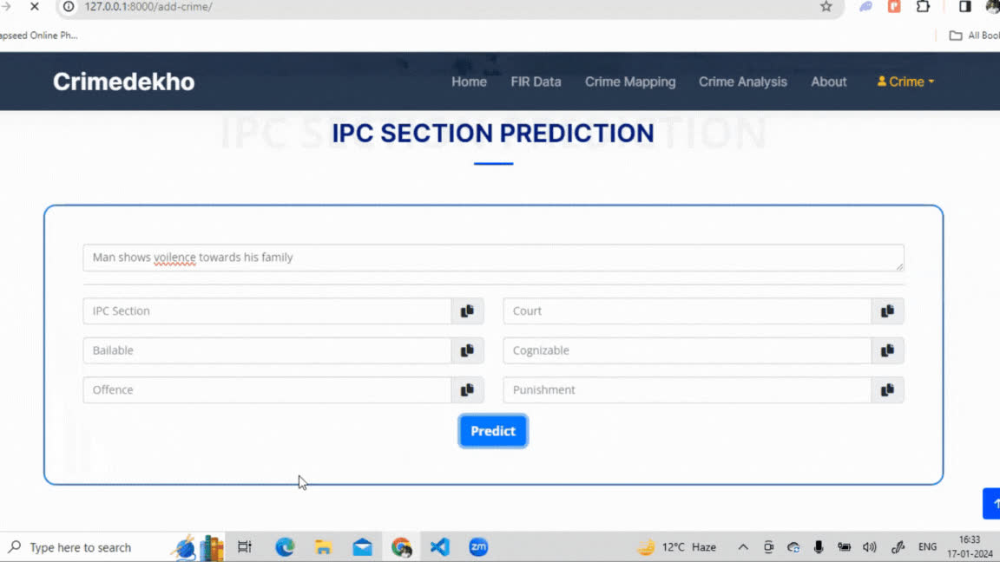 127.0.0.1:8000/add-crime/
apseed Online Ph...
All Bool
Crimedekho
Home FIR Data Crime Mapping Crime Analysis About Crime
IPC SECTION PREDICTION
Man shows voilence towards his family
IPC Section Court
Bailable Cognizable
Offence Punishment
Predict
Type here to search
zm
12°C Haze
ENG
16:33
17-01-2024